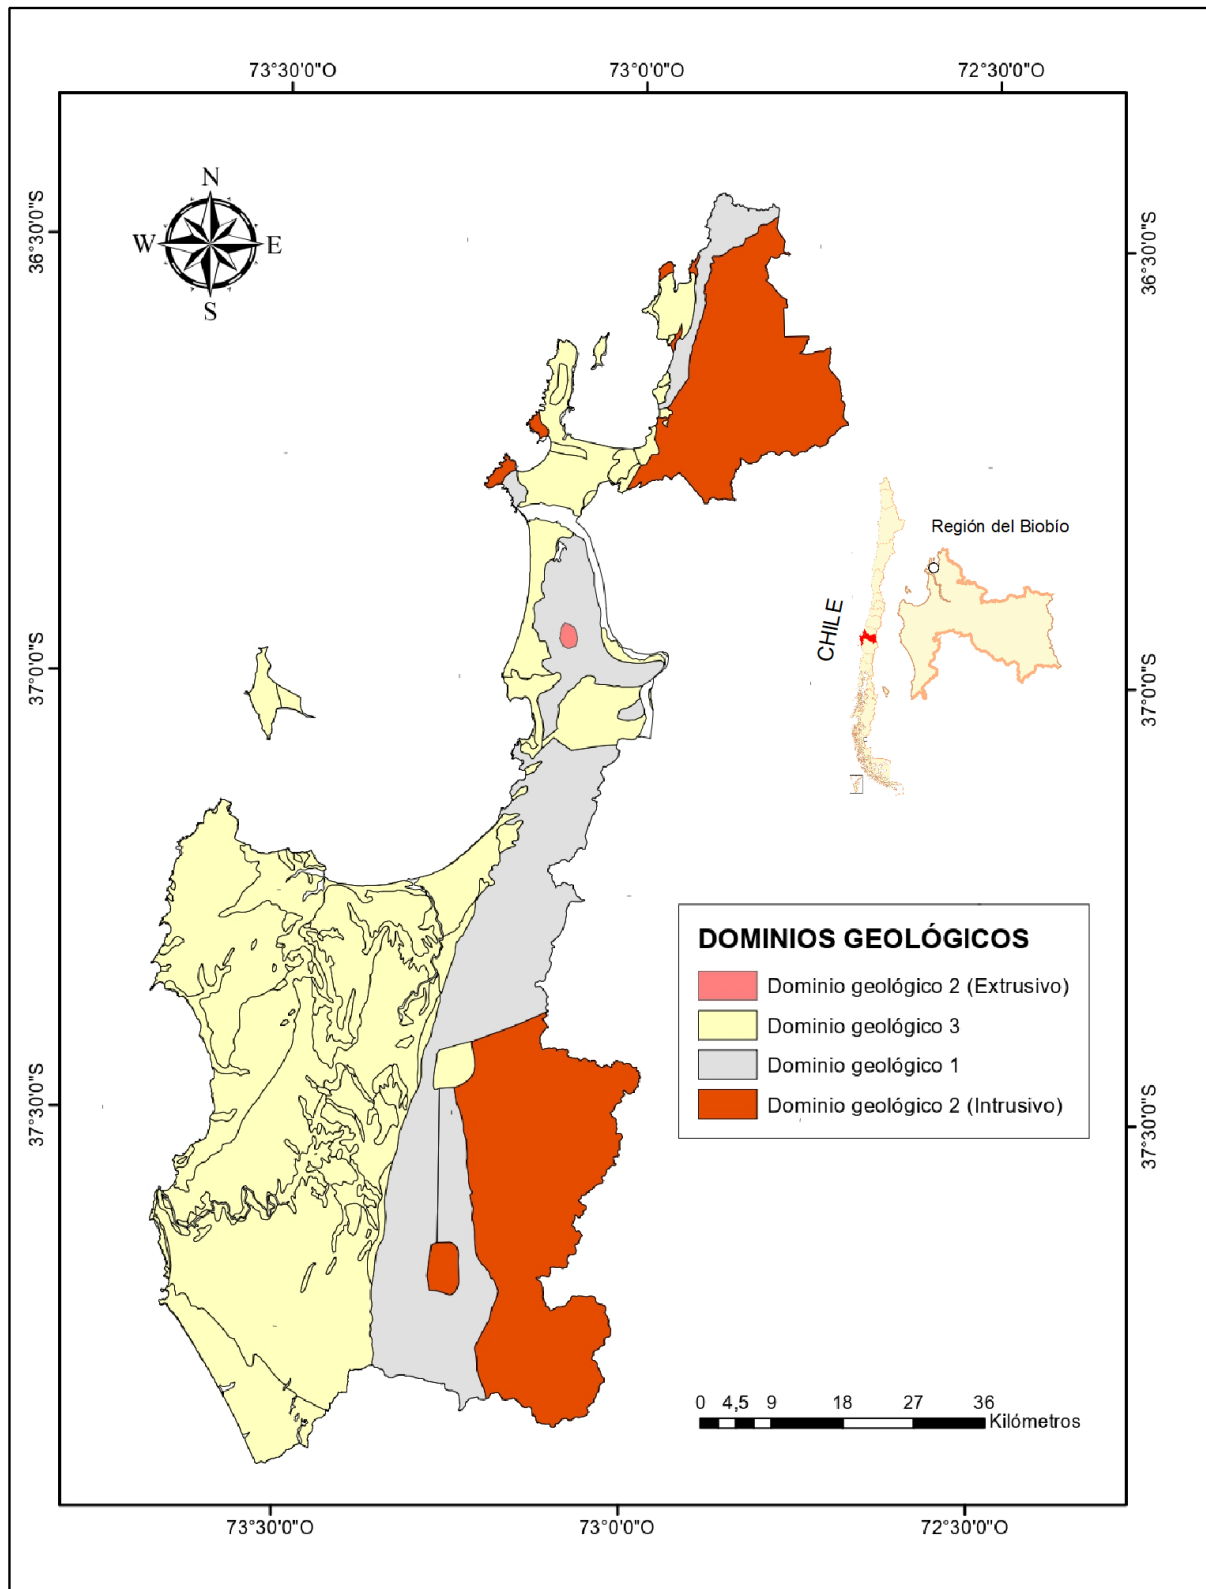 73°30'0"O 73°0'0"O 72°30'0"O
N
W E
S
36°30'0"S
36°30'0"S
Región del Biobío
CHILE
37°0'0"S
37°0'0"S
DOMINIOS GEOLÓGICOS
Dominio geológico 2 (Extrusivo)
Dominio geológico 3
Dominio geológico 1
Dominio geológico 2 (Intrusivo)
37°30'0"S
37°30'0"S
0 4,5 9 18 27 36
Kilómetros
73°30'0"O 73°0'0"O 72°30'0"O